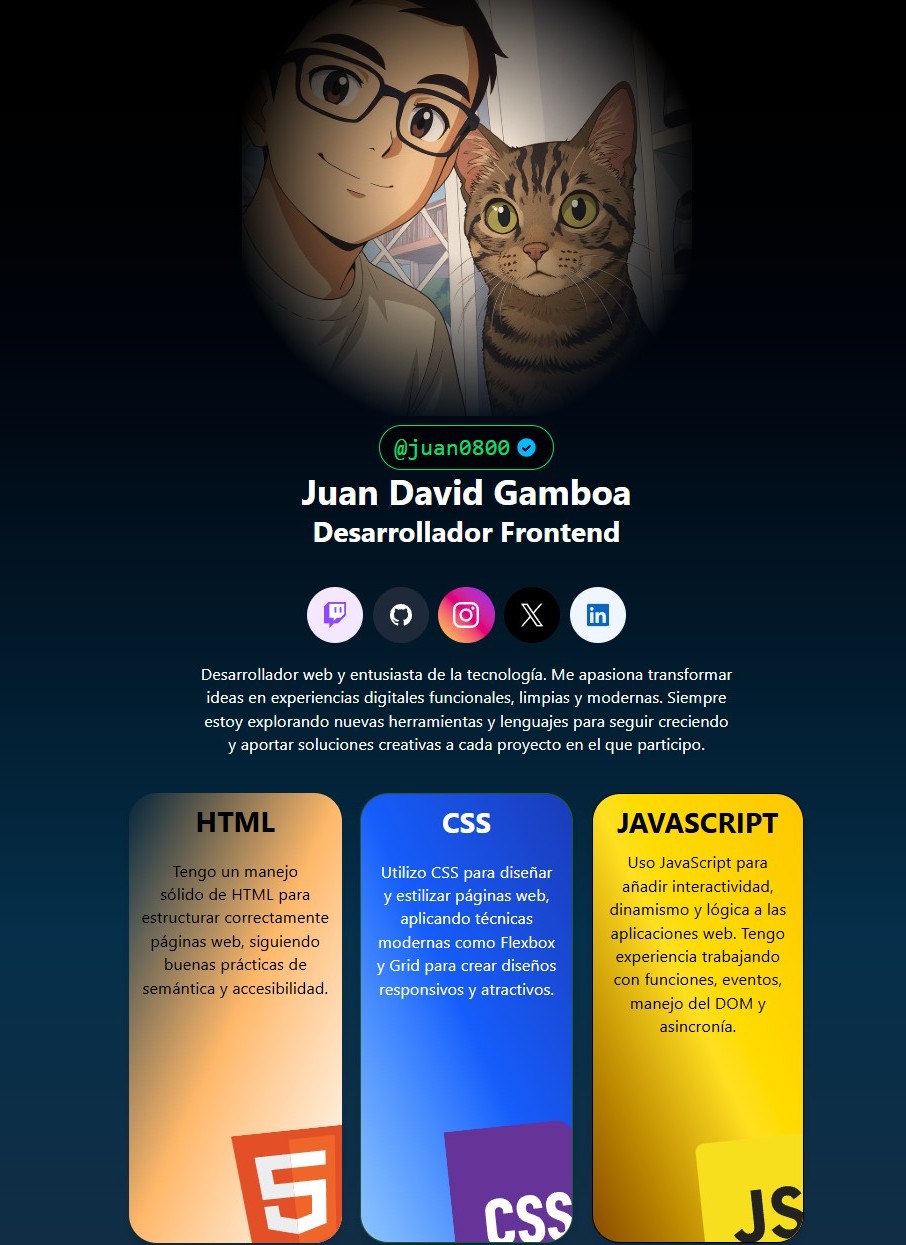 @juan0800
Juan David Gamboa
Desarrollador Frontend
Desarrollador web y entusiasta de la tecnología. Me apasiona transformar
ideas en experiencias digitales funcionales, limpias y modernas. Siempre
estoy explorando nuevas herramientas y lenguajes para seguir creciendo
y aportar soluciones creativas a cada proyecto en el que participo.
HTML
Tengo un manejo
sólido de HTML para
estructurar correctamente
páginas web, siguiendo
buenas prácticas de
semántica y accesibilidad.
5
CSS
Utilizo CSS para diseñar
y estilizar páginas web,
aplicando técnicas
modernas como Flexbox
y Grid para crear diseños
responsivos y atractivos.
CSS
JAVASCRIPT
Uso JavaScript para
añadir interactividad,
dinamismo y lógica a las
aplicaciones web. Tengo
experiencia trabajando
con funciones, eventos,
manejo del DOM y
asincronía.
JS